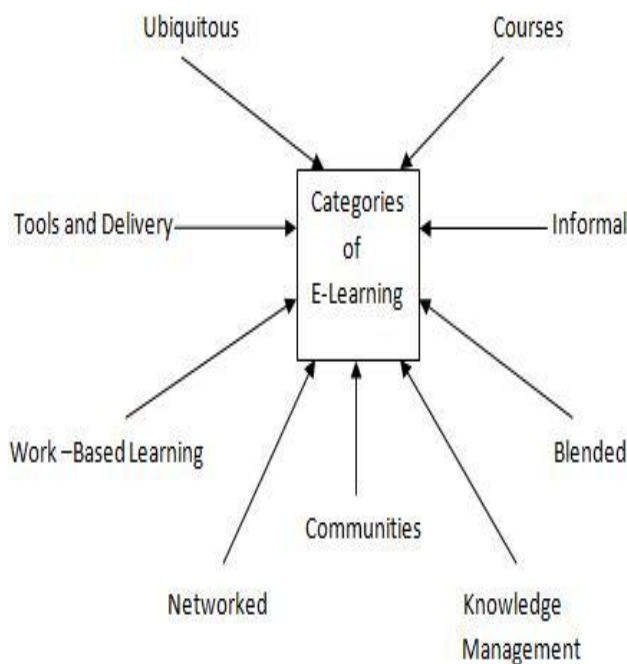 Ubiquitous
Courses
Categories
of
E-Learning
Tools and Delivery
Informal
Work –Based Learning
Blended
Communities
Networked
Knowledge
Management